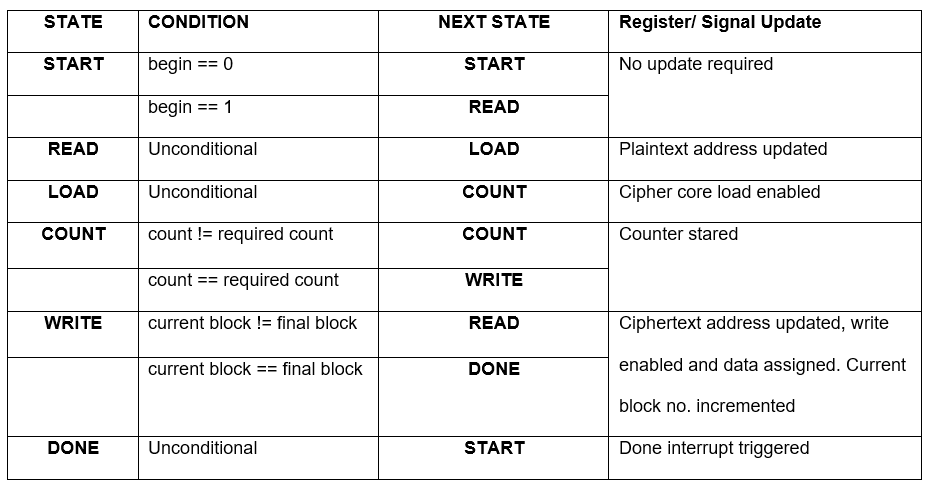 STATE CONDITION NEXT STATE Register/ Signal Update
START begin == 0 START No update required
begin == 1 READ
READ Unconditional LOAD Plaintext address updated
LOAD Unconditional COUNT Cipher core load enabled
COUNT count != required count COUNT Counter stared
count == required count WRITE
WRITE current block != final block READ Ciphertext address updated, write
enabled and data assigned. Current
current block == final block DONE
block no. incremented
DONE Unconditional START Done interrupt triggered